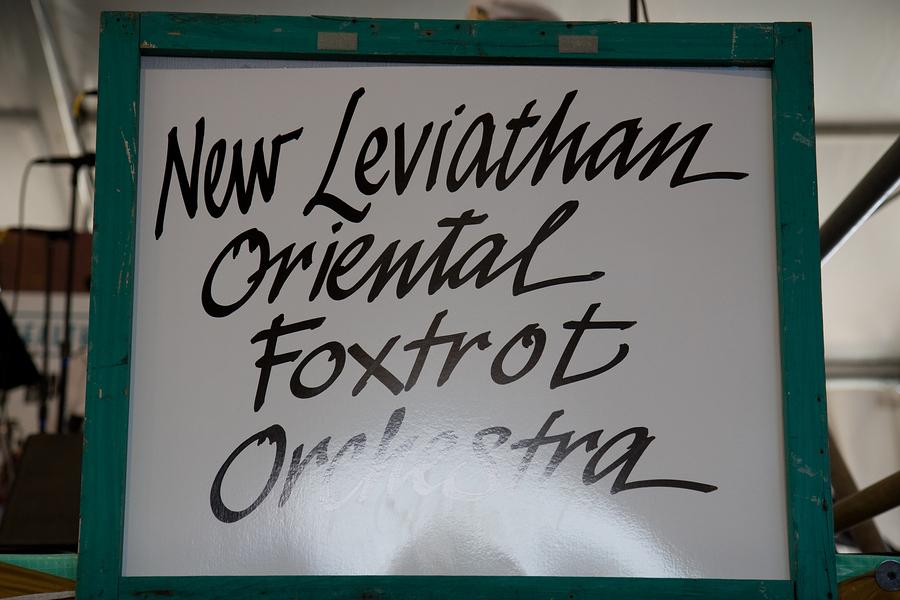 New Leviathan
Oriental
Foxtrot
Orchestra